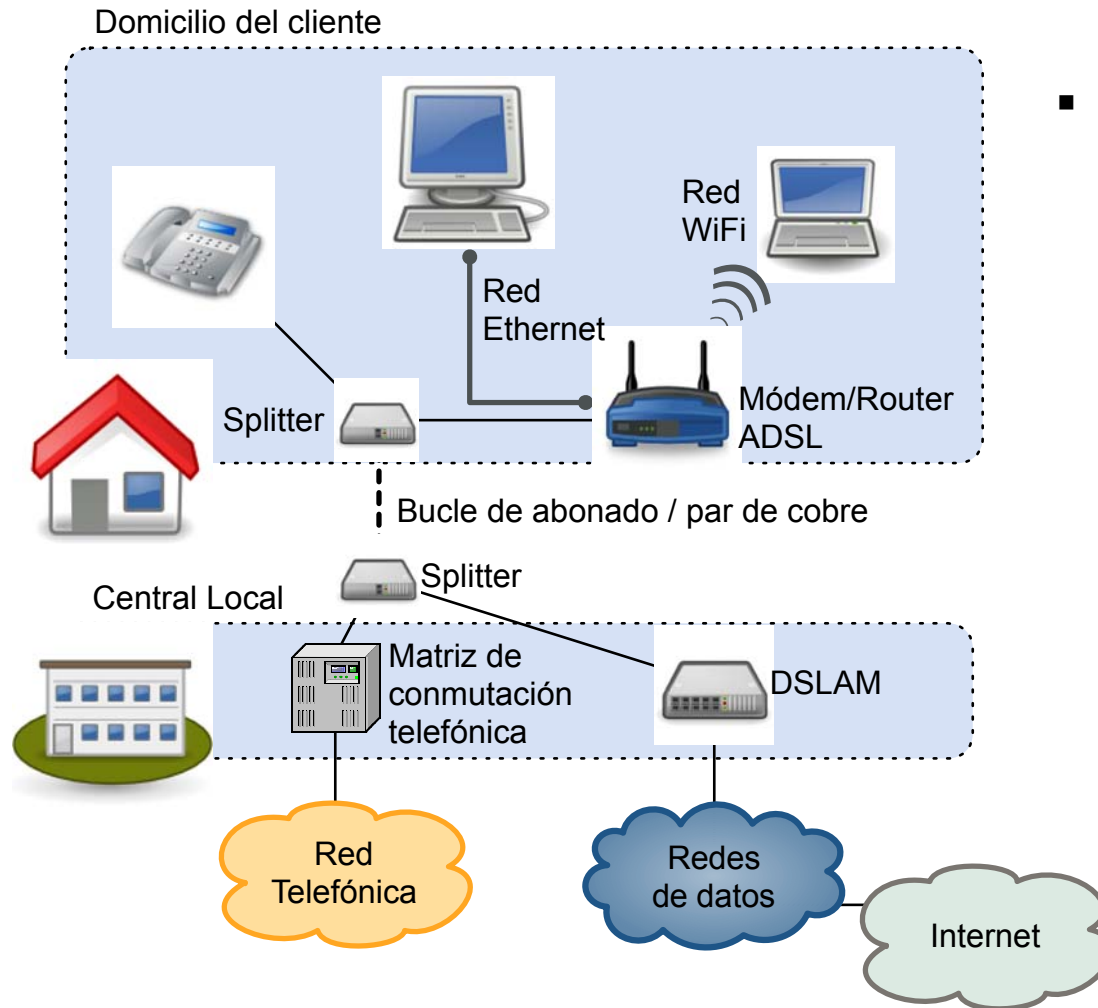 Domicilio del cliente
Red
WiFi
Red
Ethernet
Splitter
Módem/Router
ADSL
Bucle de abonado / par de cobre
Splitter
Central Local
Matriz de
conmutación
telefónica
DSLAM
Red
Telefónica
Redes
de datos
Internet